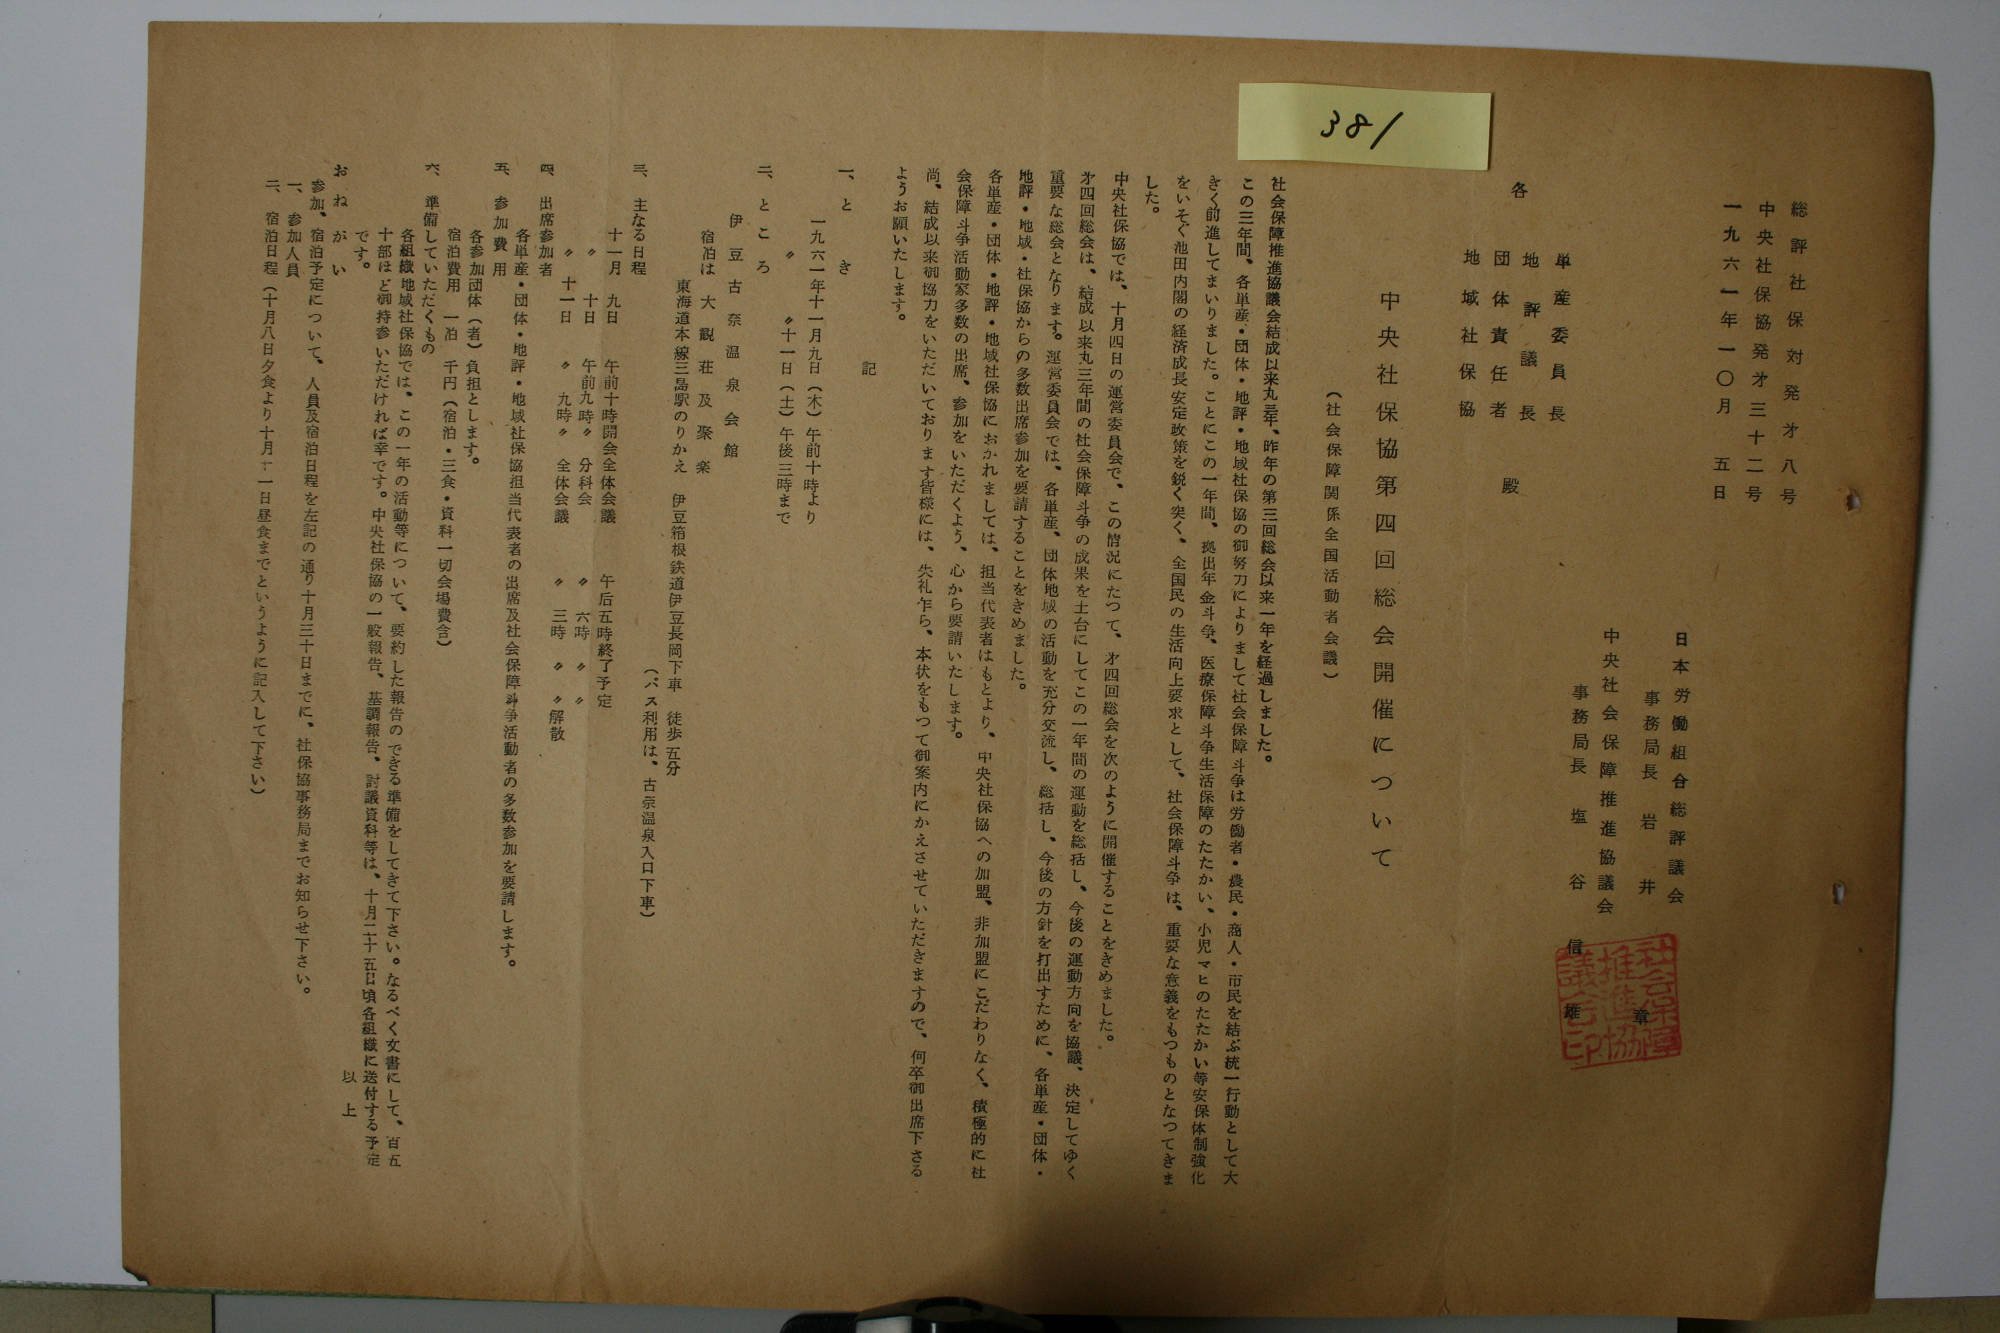 381
総評社保対発才八号
中央社保協発才三十二号
一九六一年一〇月五日
日本労働組合総評議会
事務局長 岩井 章
中央社会保障推進協議会
事務局長 塩谷信雄
社会保障
推進協
議会印
各
単産委員長
地評議長
団体責任者
地域社保協
殿
中央社保協第四回総会開催について
（社会保障関係全国活動者会議）
社会保障推進協議会結成以来丸三年、昨年の第三回総会以来一年を経過しました。
この三年間、各単産・団体・地評・地域社保協の御努力によりまして社会保障斗争は労働者・農民・商人・市民を結ぶ統一行動として大
きく前進してまいりました。ことにこの一年間、拠出年金斗争、医療保障斗争生活保障のたたかい、小児マヒのたたかい等安保体制強化
をいそぐ池田内閣の経済成長安定政策を鋭く突く、全国民の生活向上要求として、社会保障斗争は、重要な意義をもつものとなつてきま
した。
中央社保協では、十月四日の運営委員会で、この情況にたつて、才四回総会を次のように開催することをきめました。
才四回総会は、結成以来丸三年間の社会保障斗争の成果を土台にしてこの一年間の運動を総括し、今後の運動方向を協議、決定してゆく
重要な総会となります。運営委員会では、各単産、団体地域の活動を充分交流し、総括し、今後の方針を打出すために、各単産・団体・
地評・地域・社保協からの多数出席参加を要請することをきめました。
各単産・団体・地評・地域社保協におかれましては、担当代表者はもとより、中央社保協への加盟、非加盟にこだわりなく、積極的に社
会保障斗争活動家多数の出席、参加をいただくよう、心から要請いたします。
尚、結成以来御協力をいただいております皆様には、失礼乍ら、本状をもつて御案内にかえさせていただきますので、何卒御出席下さる
ようお願いたします。
記
一、とき
一九六一年十一月九日（木）午前十時より
〃 〃十一日（土）午後三時まで
二、ところ
伊豆古奈温泉会館
宿泊は 大観荘及聚楽
東海道本線三島駅のりかえ 伊豆箱根鉄道伊豆長岡下車 徒歩五分
（バス利用は、古奈温泉入口下車）
三、主なる日程
十一月 九日 午前十時開会全体会議 午后五時終了予定
〃 十日 午前九時〃 分科会 〃 六時 〃 〃
〃 十一日 〃 九時〃 全体会議 〃 三時 〃 〃解散
四、出席参加者
各単産・団体・地評・地域社保協担当代表者の出席及社会保障斗争活動者の多数参加を要請します。
五、参加費用
各参加団体（者）負担とします。
宿泊費用 一泊 千円（宿泊・三食・資料一切会場費含）
六、準備していただくもの
各組織地域社保協では、この一年の活動等について、要約した報告のできる準備をしてきて下さい。なるべく文書にして、百五
十部ほど御持参いただければ幸です。中央社保協の一般報告、基調報告、討議資料等は、十月二十五日頃各組織に送付する予定
です。
以上
おねがい
参加、宿泊予定について、人員及宿泊日程を左記の通り十月三十日までに、社保協事務局までお知らせ下さい。
一、参加人員
二、宿泊日程（十月八日夕食より十月十一日昼食までというように記入して下さい）